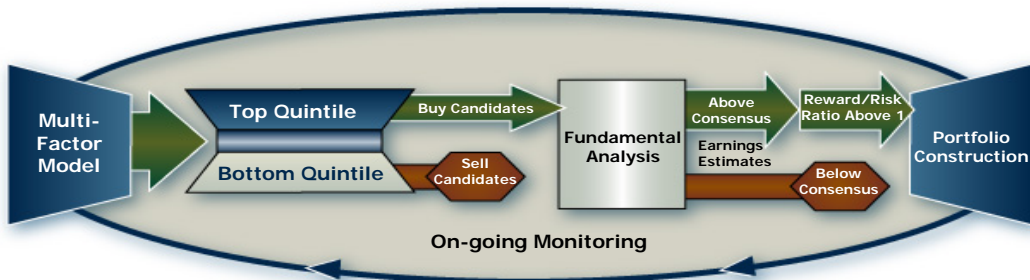 Multi-
Factor
Model
Top Quintile
Bottom Quintile
Buy Candidates
Sell
Candidates
Fundamental
Analysis
Above
Consensus
Earnings
Estimates
Below
Consensus
Reward/Risk
Ratio Above 1
Portfolio
Construction
On-going Monitoring